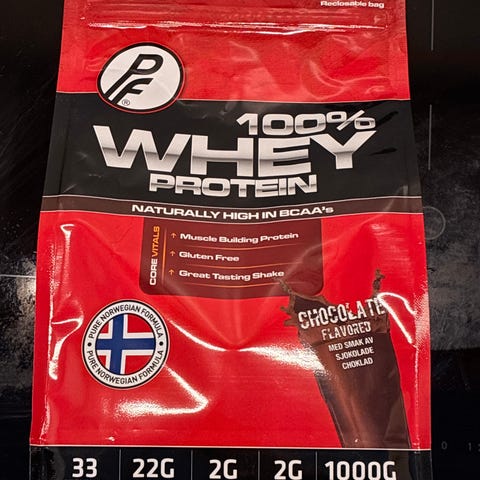 Reclosable bag
PF
®
100%
WHEY
PROTEIN
NATURALLY HIGH IN BCAA's
CORE VITALS
↑ Muscle Building Protein
↑ Gluten Free
↑ Great Tasting Shake
CHOCOLATE
FLAVORED
MED SMAK AV
SJOKOLADE
CHOKLAD
• PURE NORWEGIAN FORMULA •
PURE NORWEGIAN FORMULA
33 22G 2G 2G 1000G